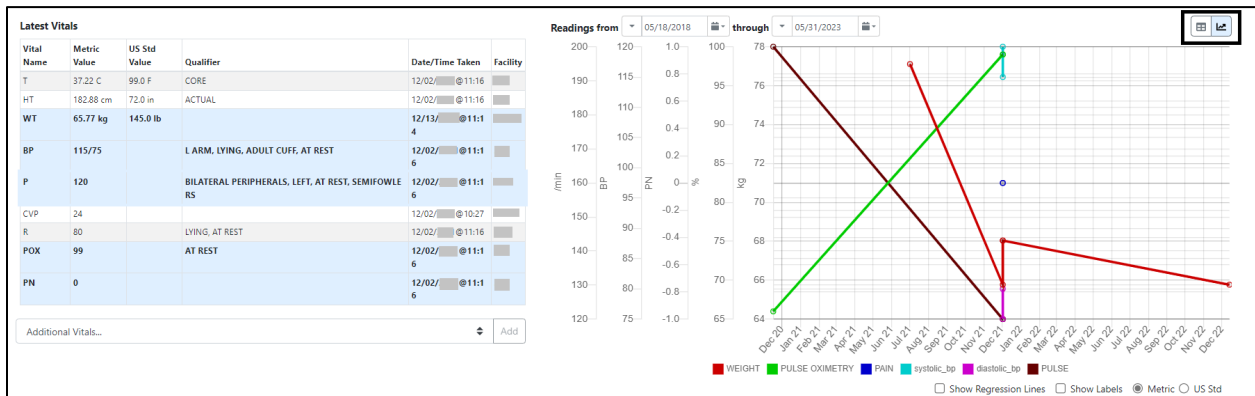 Latest Vitals
Vital Name Metric Value US Std Value Qualifier Date/Time Taken Facility
T 37.22 C 99.0 F CORE 12/02/ @11:16
HT 182.88 cm 72.0 in ACTUAL 12/02/ @11:16
WT 65.77 kg 145.0 lb 12/13/ @11:1
4
BP 115/75 L ARM, LYING, ADULT CUFF, AT REST 12/02/ @11:1
6
P 120 BILATERAL PERIPHERALS, LEFT, AT REST, SEMIFOWLE
RS 12/02/ @11:1
6
CVP 24 12/02/ @10:27
R 80 LYING, AT REST 12/02/ @11:16
POX 99 AT REST 12/02/ @11:1
6
PN 0 12/02/ @11:1
6
Additional Vitals... Add
Readings from 05/18/2018 through 05/31/2023
200 120 1.0 100 78
190 115 0.8 95 76
180 110 0.6 90 74
170 105 0.4 85 72
160 100 0.2 80 70
150 95 0 75 68
140 90 -0.2 70 66
130 85 -0.4 65 64
120 80 -0.6
75 -0.8
-1.0
/min BP PN % kg
Dec 20 Jan 21 Feb 21 Mar 21 Apr 21 May 21 Jun 21 Jul 21 Aug 21 Sep 21 Oct 21 Nov 21 Dec 21 Jan 22 Feb 22 Mar 22 Apr 22 May 22 Jun 22 Jul 22 Aug 22 Sep 22 Oct 22 Nov 22 Dec 22
WEIGHT PULSE OXIMETRY PAIN systolic_bp diastolic_bp PULSE
Show Regression Lines Show Labels Metric US Std